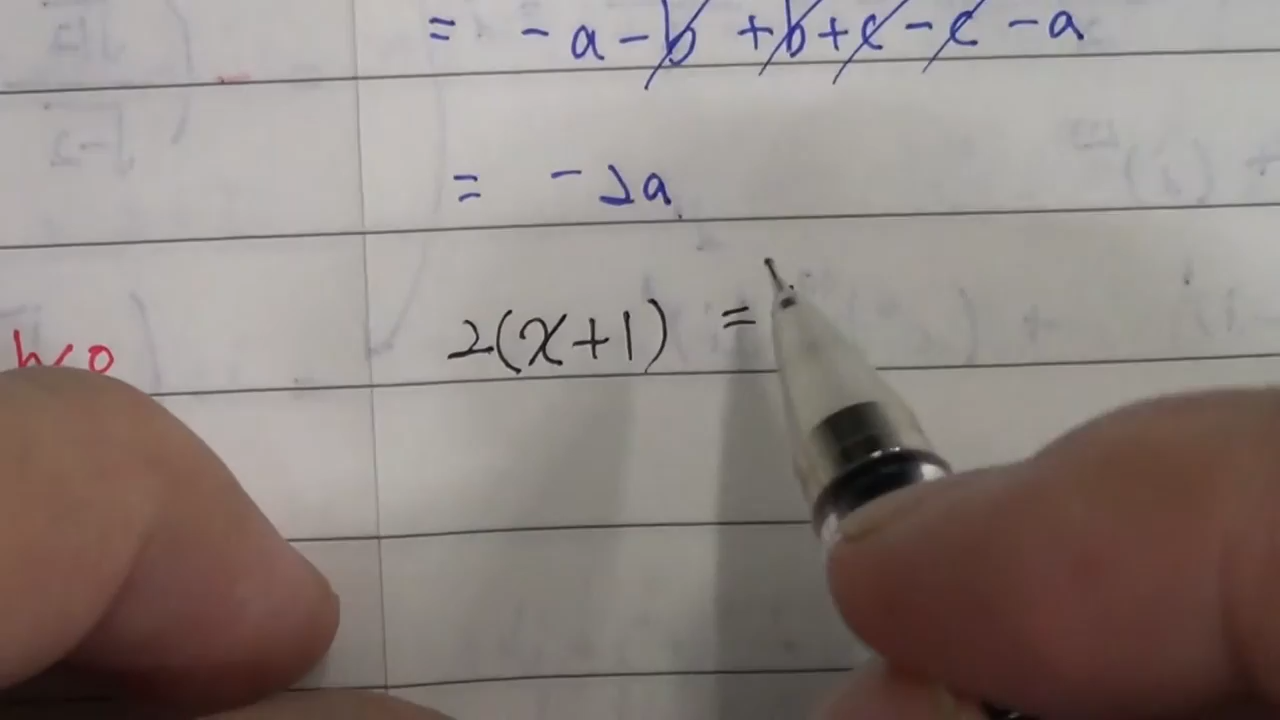 = -a-b+b+c-c-a
= -2a
2(x+1) =